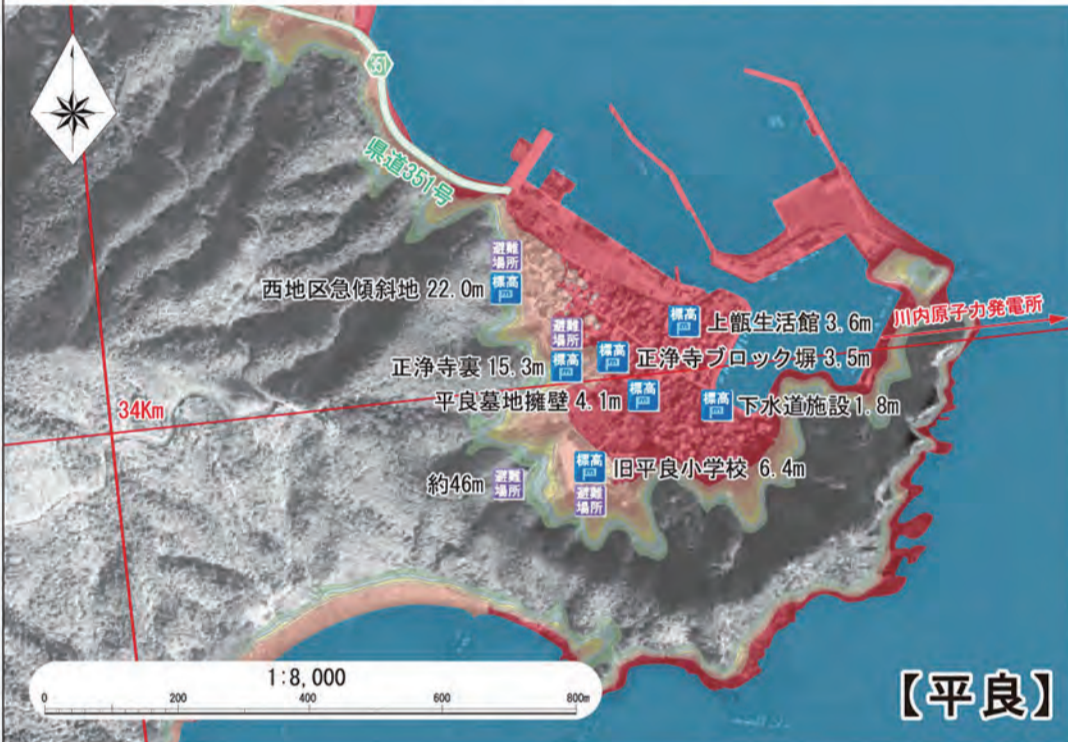 351
県道351号
避難
場所
標高
西地区急傾斜地 22.0m
標高
上甑生活館 3.6m
川内原子力発電所
避難
場所
標高
正浄寺裏 15.3m
標高
正浄寺ブロック塀 3.5m
34Km
平良墓地擁壁 4.1m
標高
標高
下水道施設1.8m
標高
旧平良小学校 6.4m
約46m
避難
場所
避難
場所
1:8,000
0 200 400 600 800m
【平良】